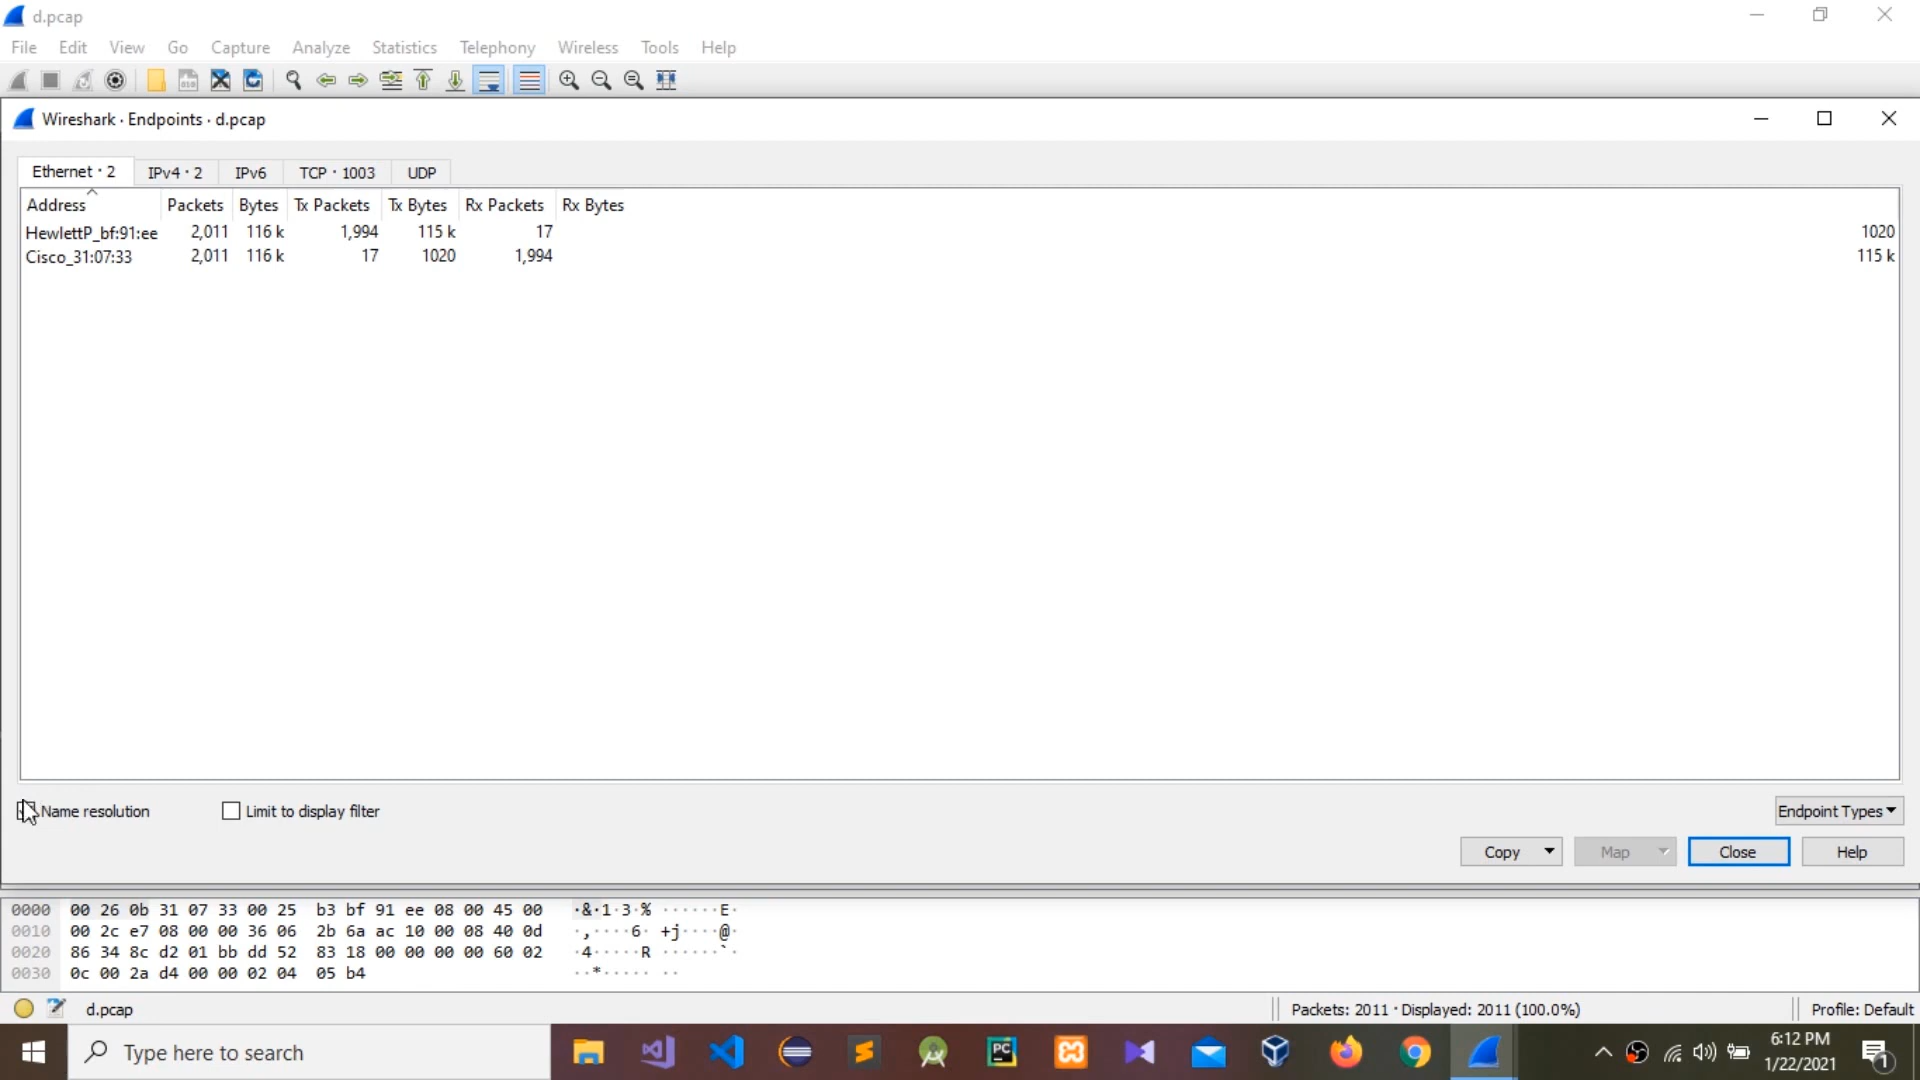 d.pcap
File Edit View Go Capture Analyze Statistics Telephony Wireless Tools Help
Wireshark · Endpoints · d.pcap
Ethernet · 2 IPv4 · 2 IPv6 TCP · 1003 UDP
Address Packets Bytes Tx Packets Tx Bytes Rx Packets Rx Bytes
HewlettP_bf:91:ee 2,011 116 k 1,994 115 k 17 1020
Cisco_31:07:33 2,011 116 k 17 1020 1,994 115 k
Name resolution Limit to display filter Endpoint Types
Copy Map Close Help
0000 00 26 0b 31 07 33 00 25 b3 bf 91 ee 08 00 45 00 ·&·1·3·% ······E·
0010 00 2c e7 08 00 00 36 06 2b 6a ac 10 00 08 40 0d ·,····6· +j····@·
0020 86 34 8c d2 01 bb dd 52 83 18 00 00 00 00 60 02 ·4·····R ······`·
0030 0c 00 2a d4 00 00 02 04 05 b4 ··*····· ··
d.pcap Packets: 2011 · Displayed: 2011 (100.0%) Profile: Default
Type here to search PC 6:12 PM
1/22/2021 1